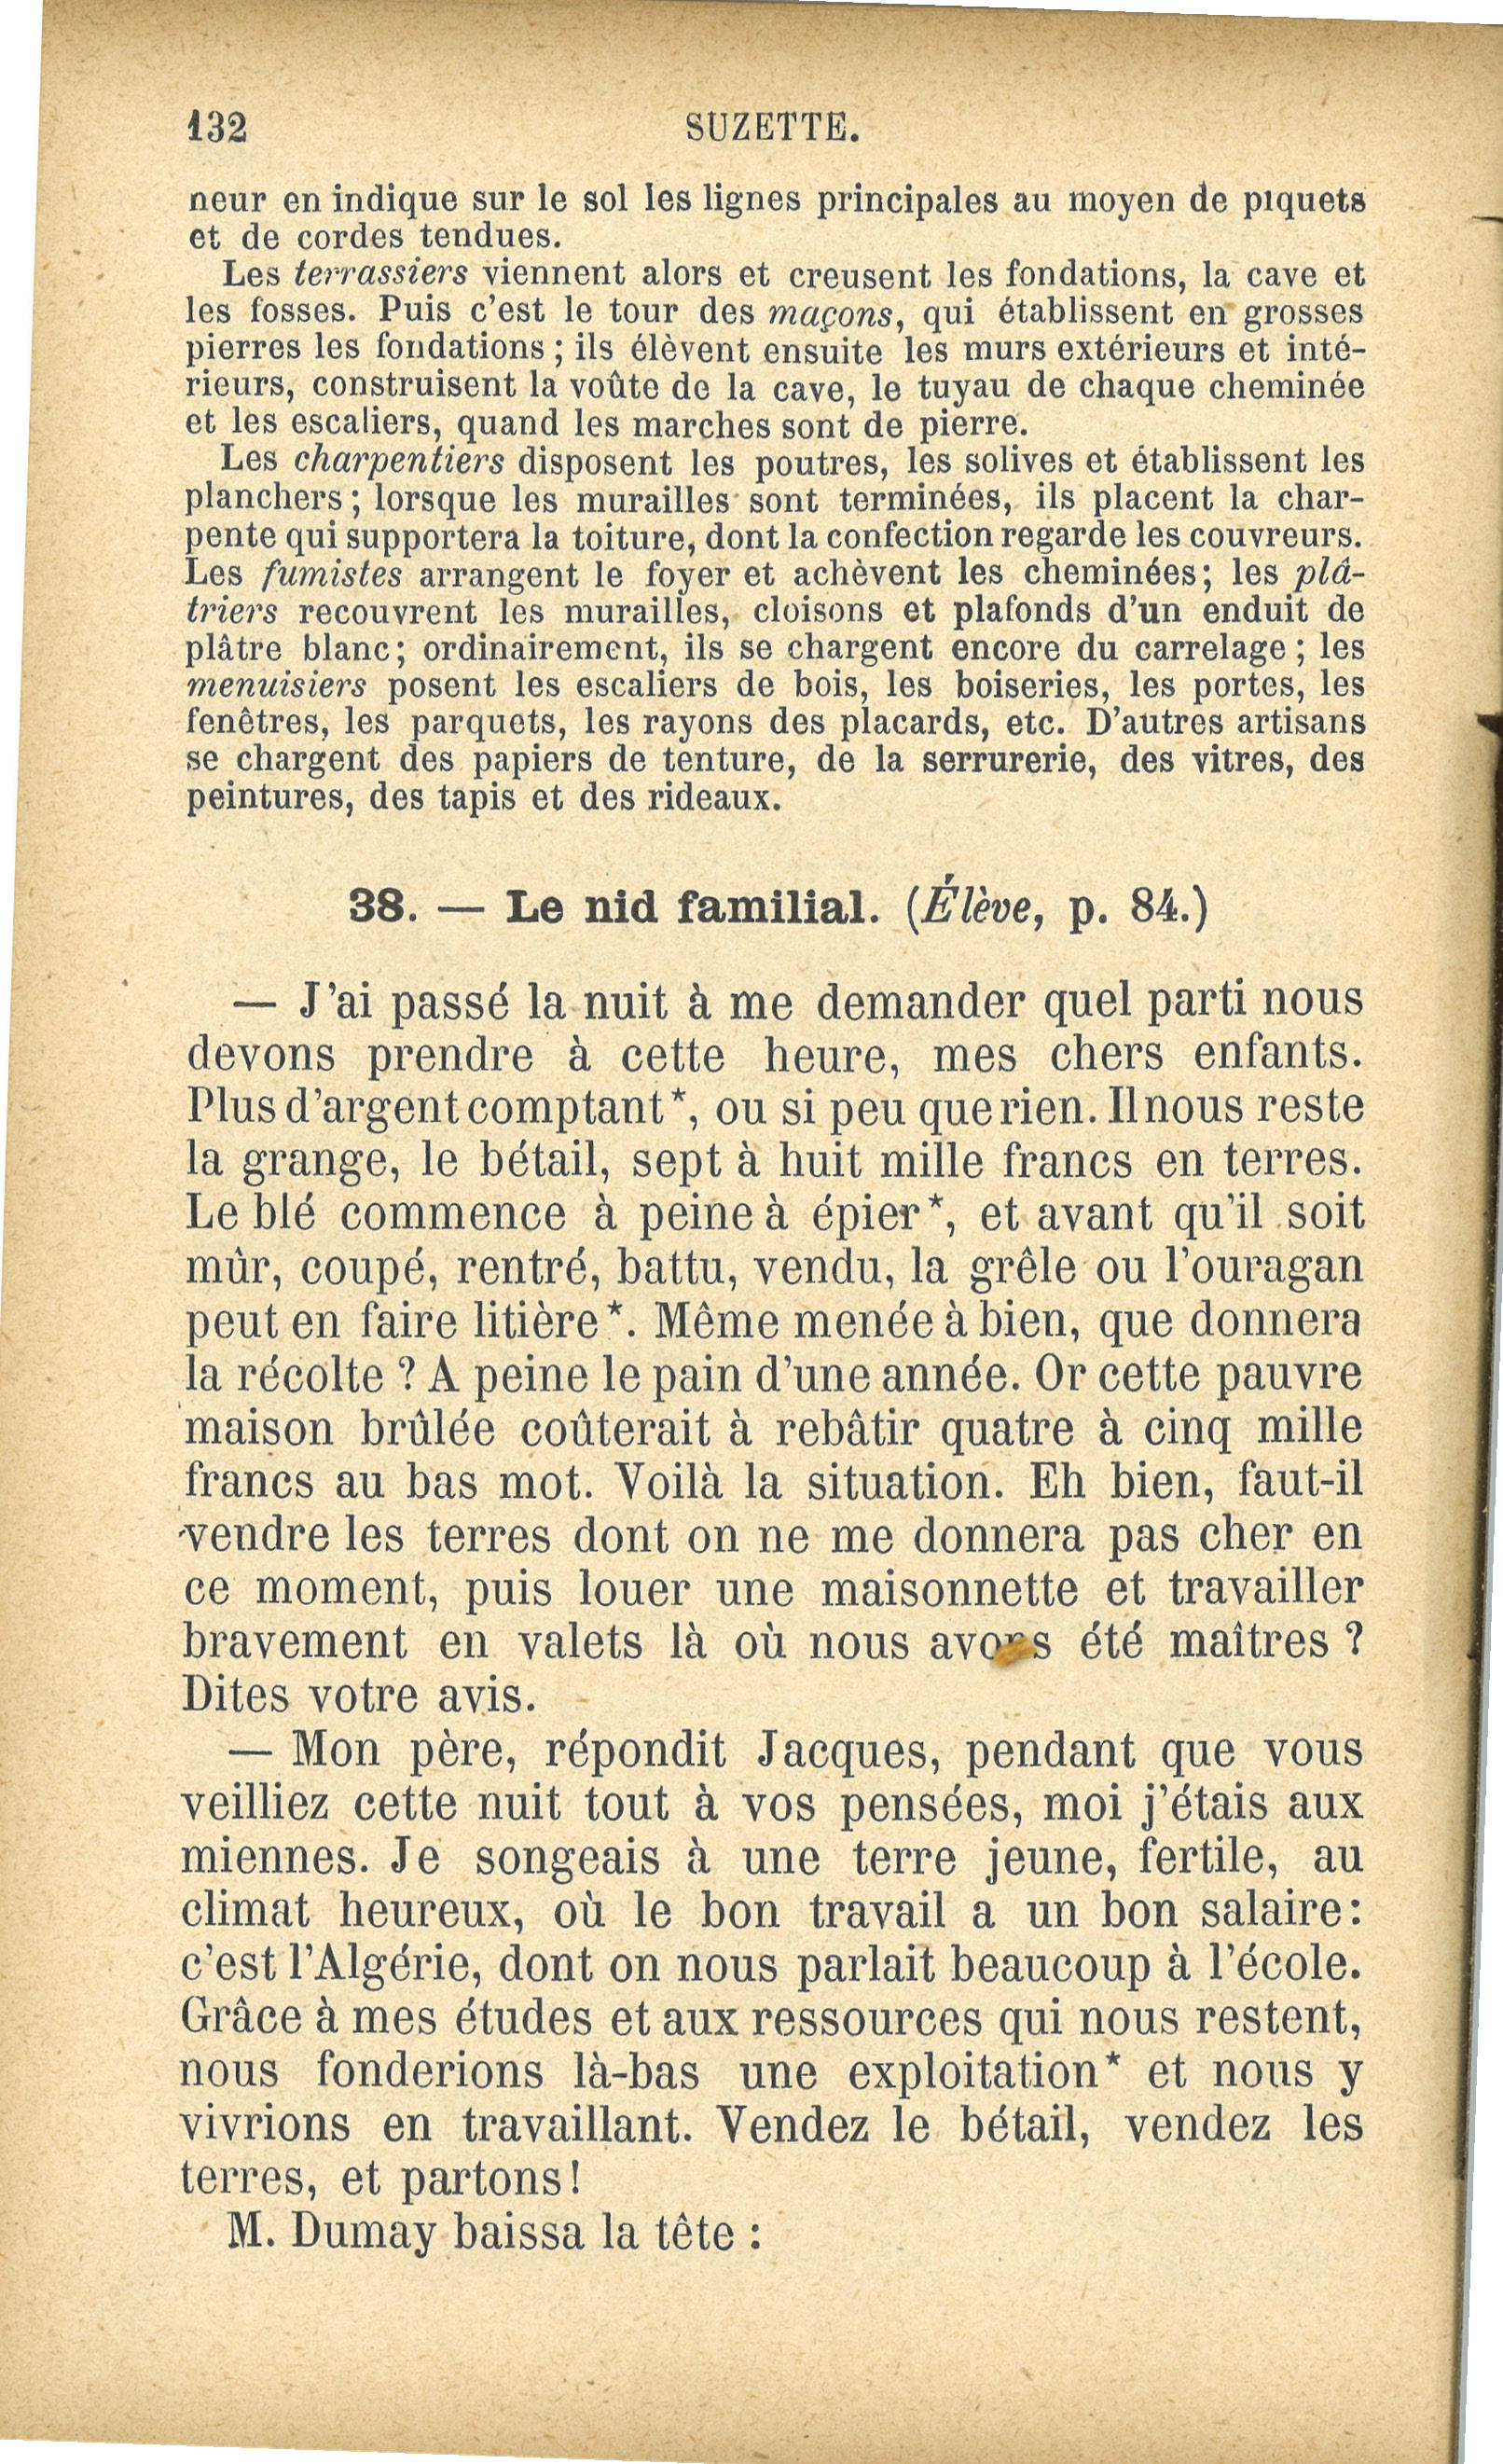 132 SUZETTE.
neur en indique sur le sol les lignes principales au moyen de piquets
et de cordes tendues.
Les terrassiers viennent alors et creusent les fondations, la cave et
les fosses. Puis c'est le tour des maçons, qui établissent en grosses
pierres les fondations ; ils élèvent ensuite les murs extérieurs et inté-
rieurs, construisent la voûte de la cave, le tuyau de chaque cheminée
et les escaliers, quand les marches sont de pierre.
Les charpentiers disposent les poutres, les solives et établissent les
planchers ; lorsque les murailles sont terminées, ils placent la char-
pente qui supportera la toiture, dont la confection regarde les couvreurs.
Les fumistes arrangent le foyer et achèvent les cheminées; les plâ-
triers recouvrent les murailles, cloisons et plafonds d'un enduit de
plâtre blanc; ordinairement, ils se chargent encore du carrelage ; les
menuisiers posent les escaliers de bois, les boiseries, les portes, les
fenêtres, les parquets, les rayons des placards, etc. D'autres artisans
se chargent des papiers de tenture, de la serrurerie, des vitres, des
peintures, des tapis et des rideaux.
38. — Le nid familial. (Élève, p. 84.)
— J'ai passé la nuit à me demander quel parti nous
devons prendre à cette heure, mes chers enfants.
Plus d'argent comptant*, ou si peu que rien. Il nous reste
la grange, le bétail, sept à huit mille francs en terres.
Le blé commence à peine à épier*, et avant qu'il soit
mûr, coupé, rentré, battu, vendu, la grêle ou l'ouragan
peut en faire litière*. Même menée à bien, que donnera
la récolte ? A peine le pain d'une année. Or cette pauvre
maison brûlée coûterait à rebâtir quatre à cinq mille
francs au bas mot. Voilà la situation. Eh bien, faut-il
vendre les terres dont on ne me donnera pas cher en
ce moment, puis louer une maisonnette et travailler
bravement en valets là où nous avons été maîtres ?
Dites votre avis.
— Mon père, répondit Jacques, pendant que vous
veilliez cette nuit tout à vos pensées, moi j'étais aux
miennes. Je songeais à une terre jeune, fertile, au
climat heureux, où le bon travail a un bon salaire:
c'est l'Algérie, dont on nous parlait beaucoup à l'école.
Grâce à mes études et aux ressources qui nous restent,
nous fonderions là-bas une exploitation* et nous y
vivrions en travaillant. Vendez le bétail, vendez les
terres, et partons!
M. Dumay baissa la tête :